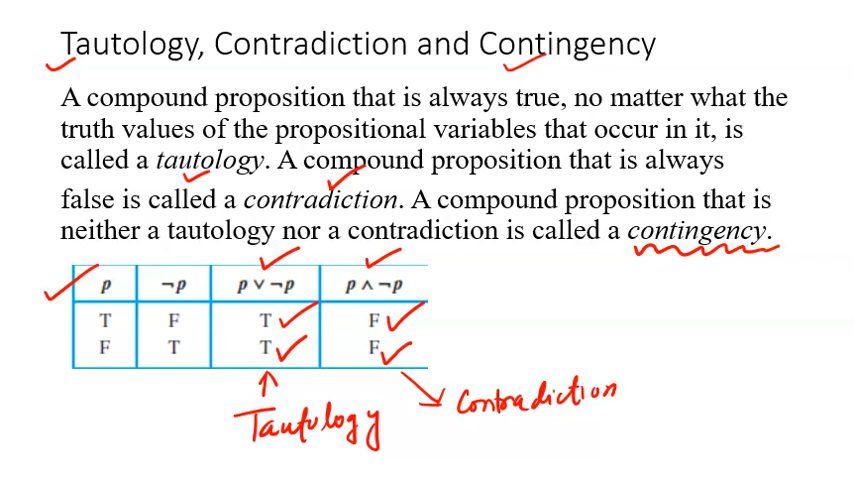 Tautology, Contradiction and Contingency
A compound proposition that is always true, no matter what the
truth values of the propositional variables that occur in it, is
called a tautology. A compound proposition that is always
false is called a contradiction. A compound proposition that is
neither a tautology nor a contradiction is called a contingency.
p ¬p p ∨ ¬p p ∧ ¬p
T F T F
F T T F
Tautology
Contradiction